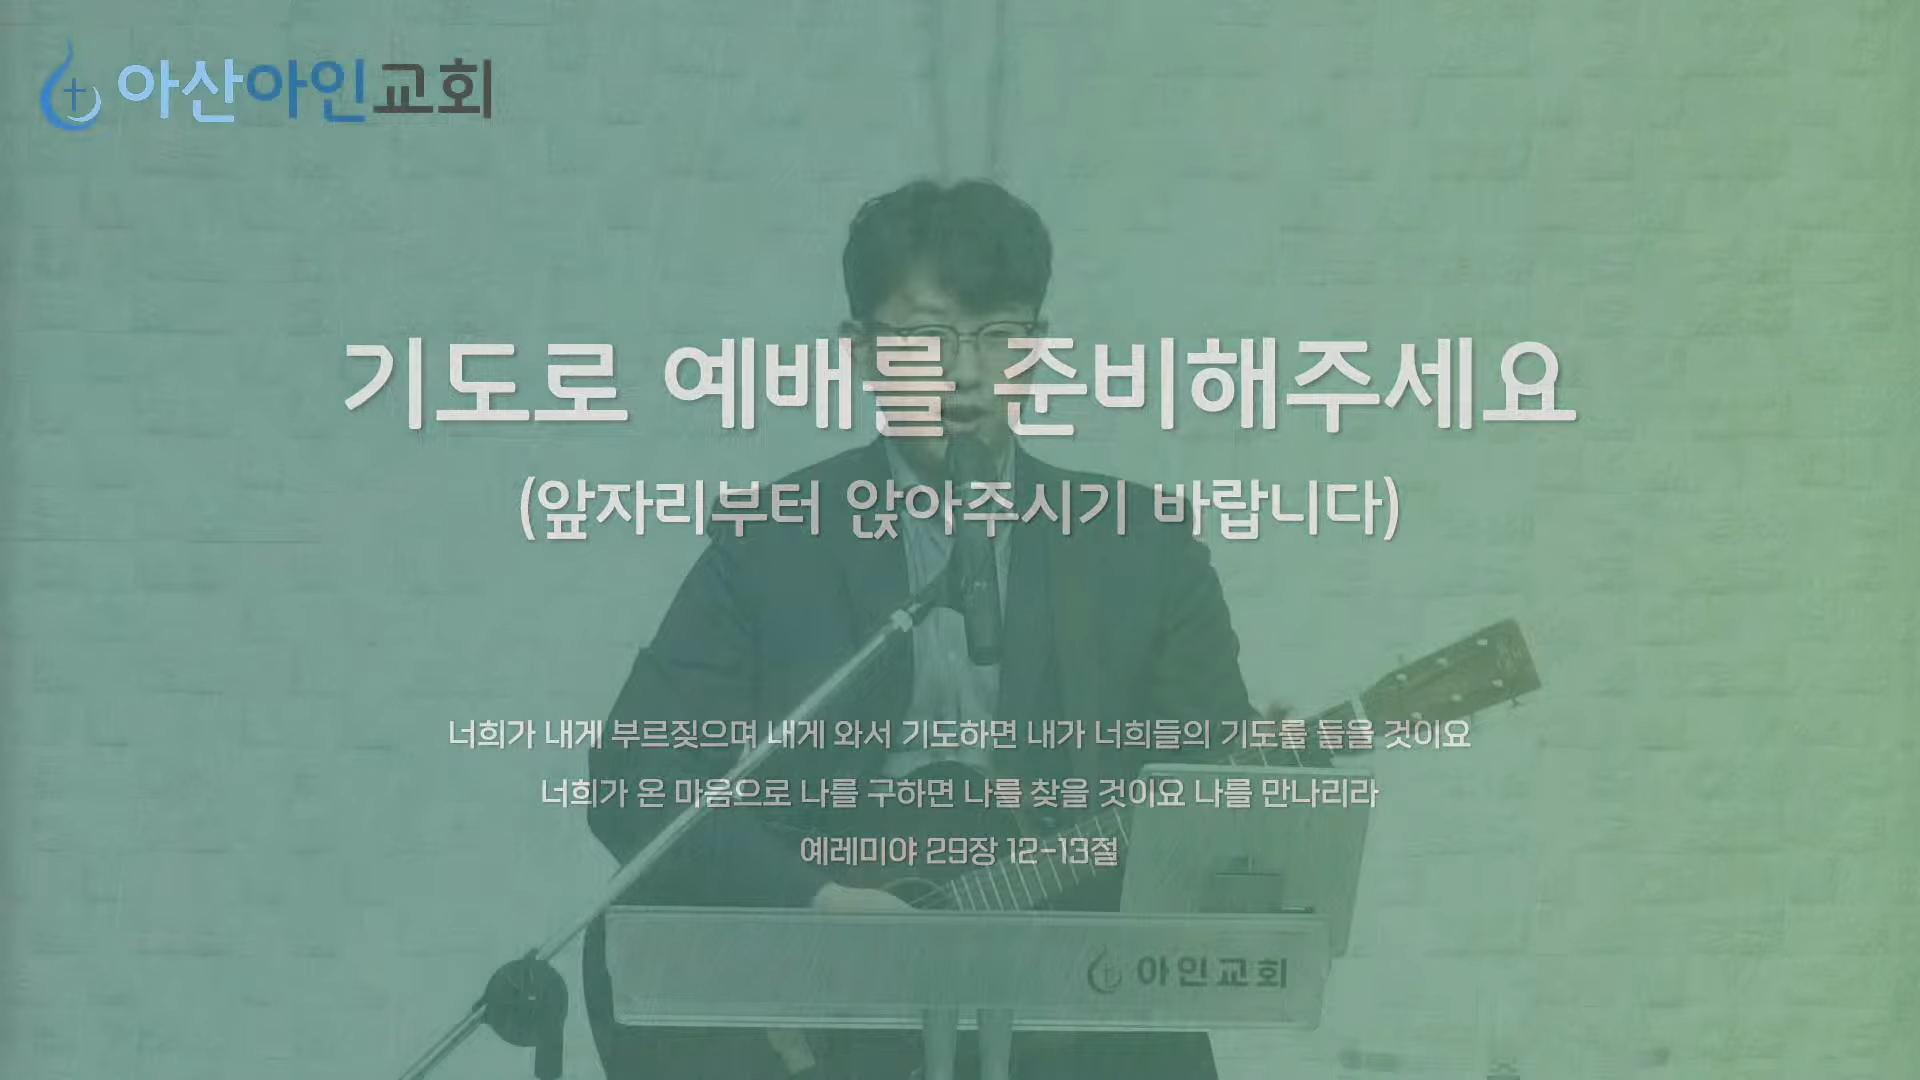 아산아인교회
기도로 예배를 준비해주세요
(앞자리부터 앉아주시기 바랍니다)
너희가 내게 부르짖으며 내게 와서 기도하면 내가 너희들의 기도를 들을 것이요
너희가 온 마음으로 나를 구하면 나를 찾을 것이요 나를 만나리라
예레미야 29장 12-13절
아인교회